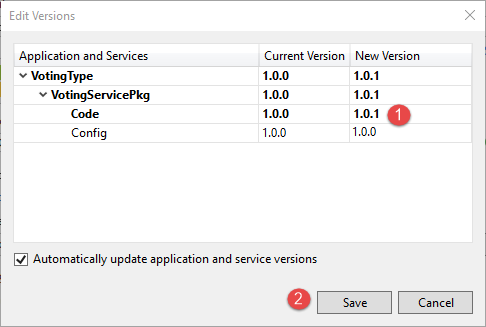 Edit Versions
Application and Services Current Version New Version
VotingType 1.0.0 1.0.1
VotingServicePkg 1.0.0 1.0.1
Code 1.0.0 1.0.1 1
Config 1.0.0 1.0.0
Automatically update application and service versions
2 Save Cancel